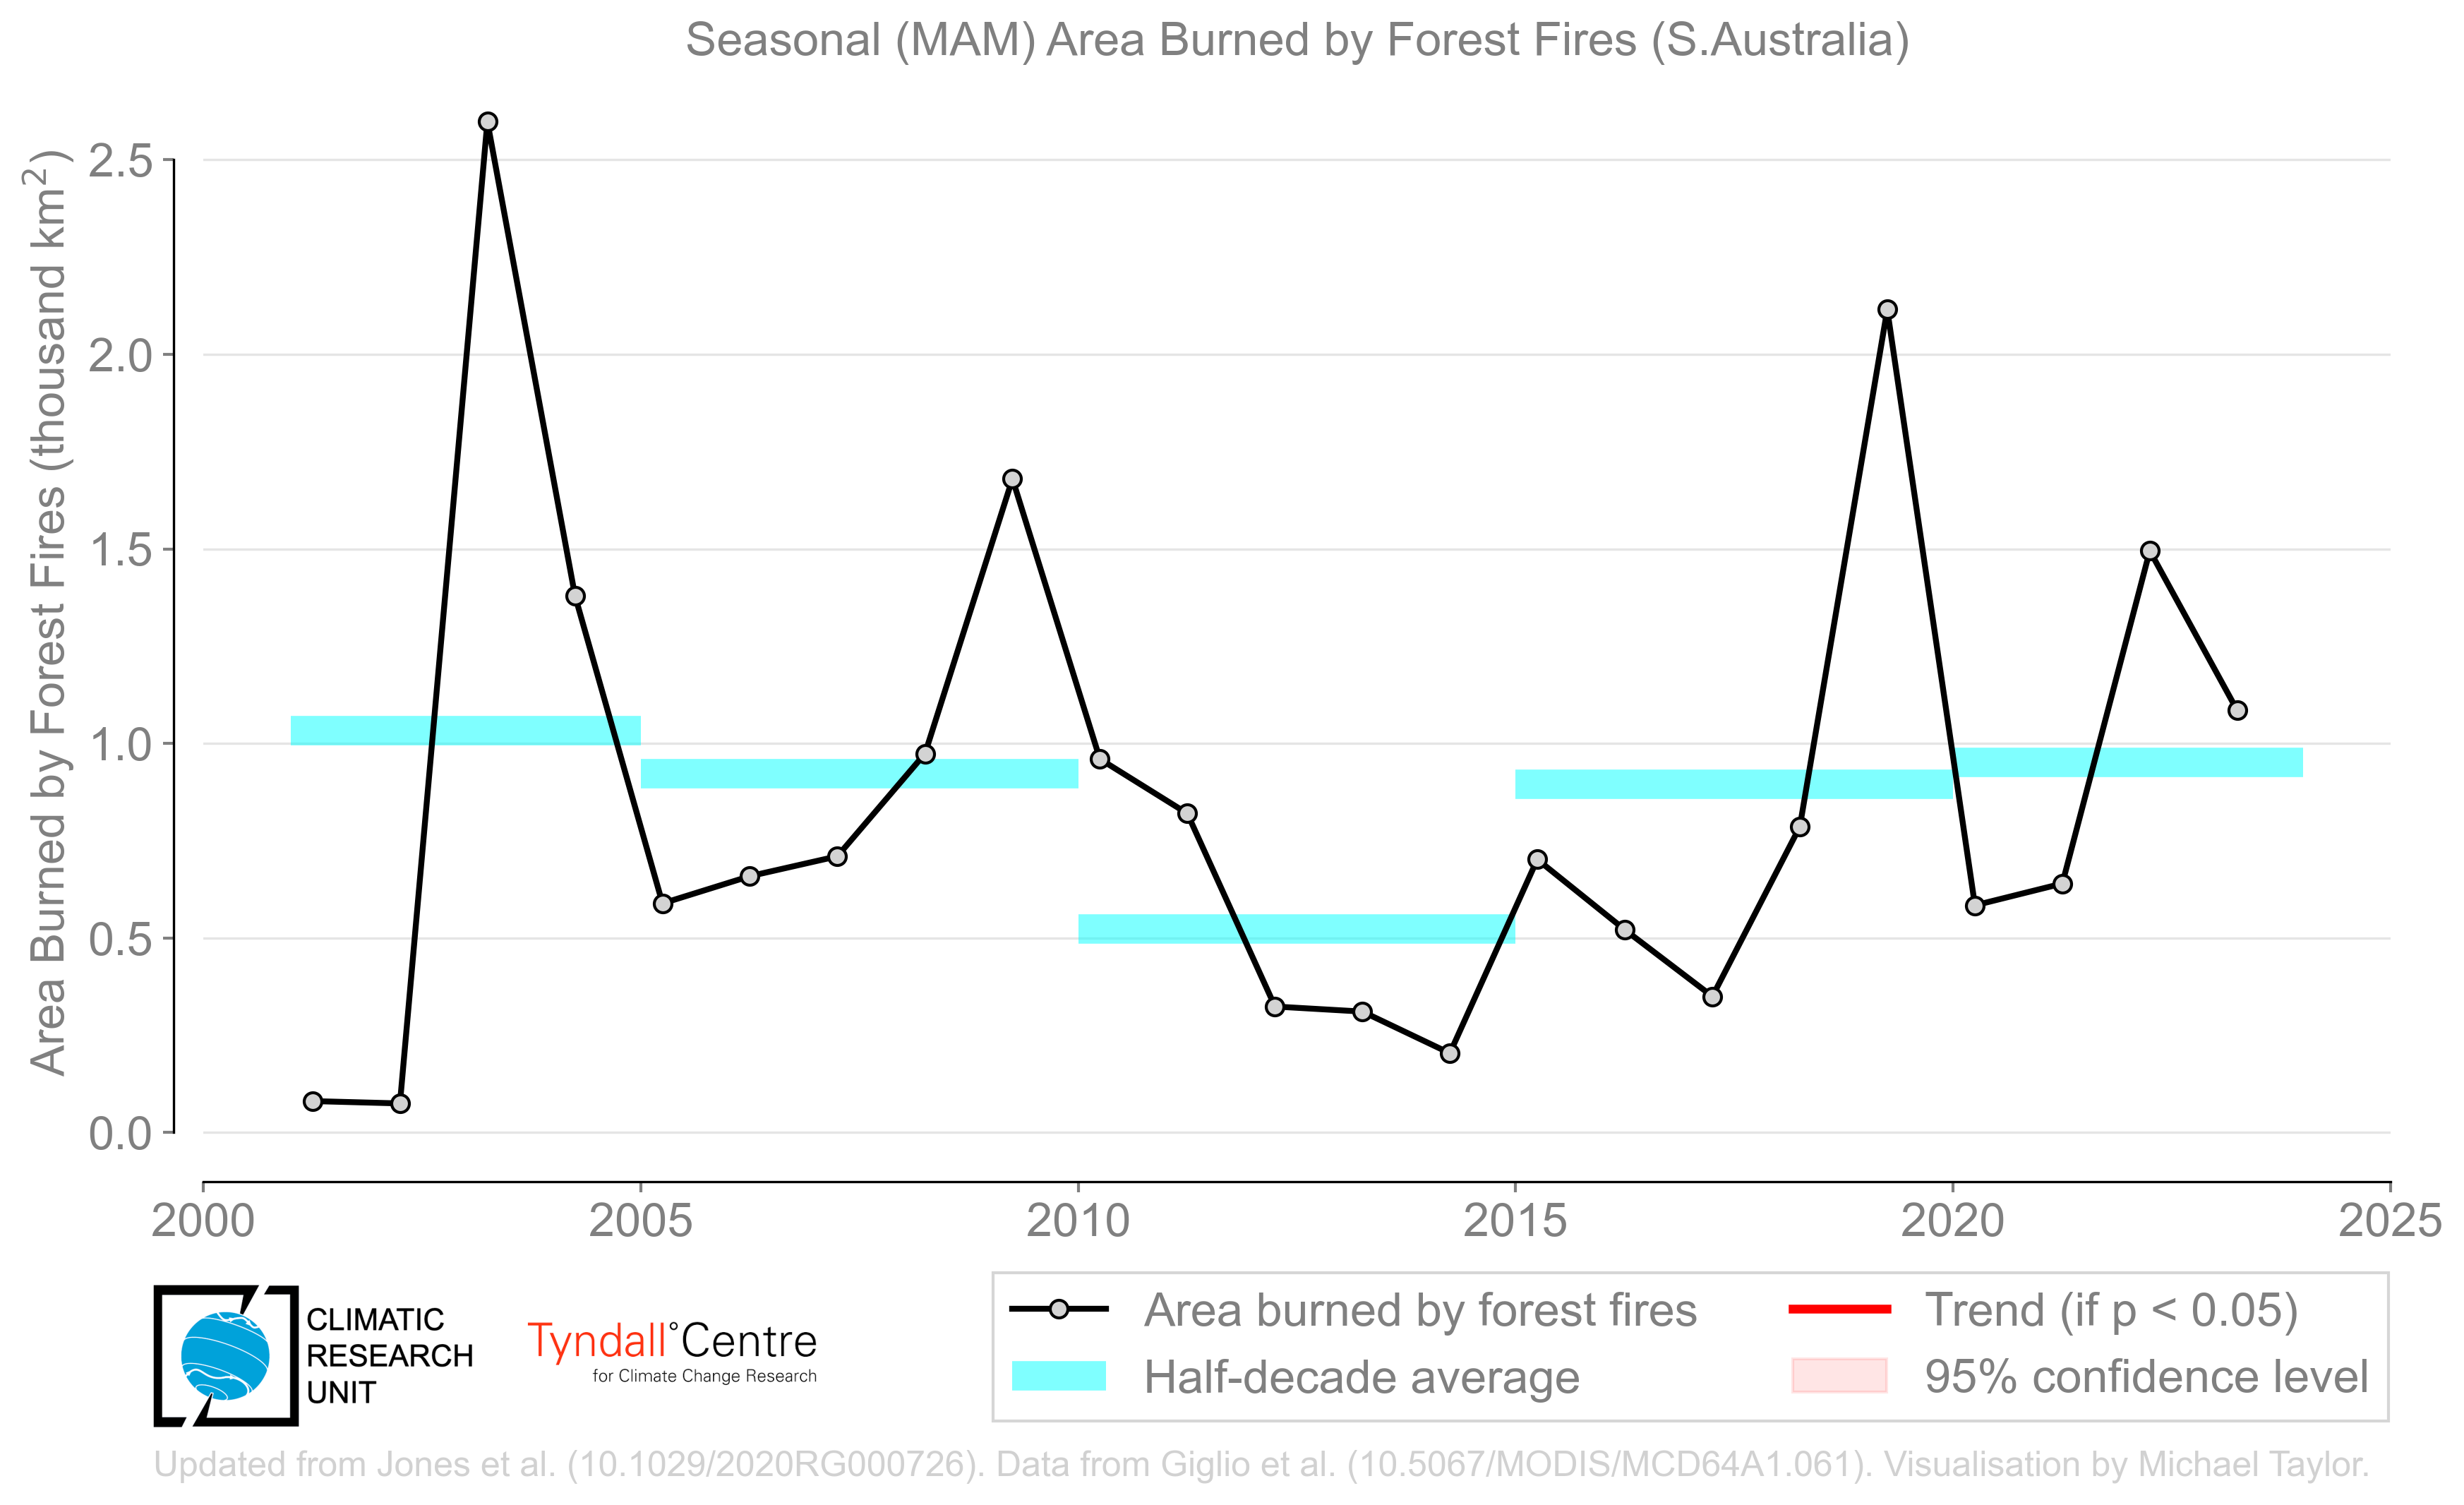 Seasonal (MAM) Area Burned by Forest Fires (S.Australia)
Area Burned by Forest Fires (thousand km²)
2.5
2.0
1.5
1.0
0.5
0.0
2000 2005 2010 2015 2020 2025
CLIMATIC
RESEARCH
UNIT
Tyndall°Centre
for Climate Change Research
Area burned by forest fires
Half-decade average
Trend (if p < 0.05)
95% confidence level
Updated from Jones et al. (10.1029/2020RG000726). Data from Giglio et al. (10.5067/MODIS/MCD64A1.061). Visualisation by Michael Taylor.